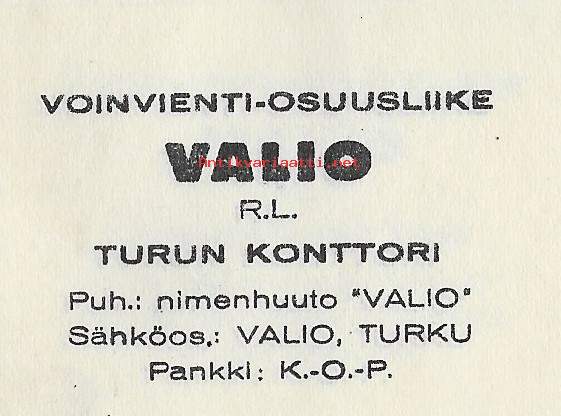 VOINVIENTI-OSUUSLIIKE
VALIO
Antikvariaatti.net
R.L.
TURUN KONTTORI
Puh.: nimenhuuto "VALIO"
Sähköos.: VALIO, TURKU
Pankki: K.-O.-P.